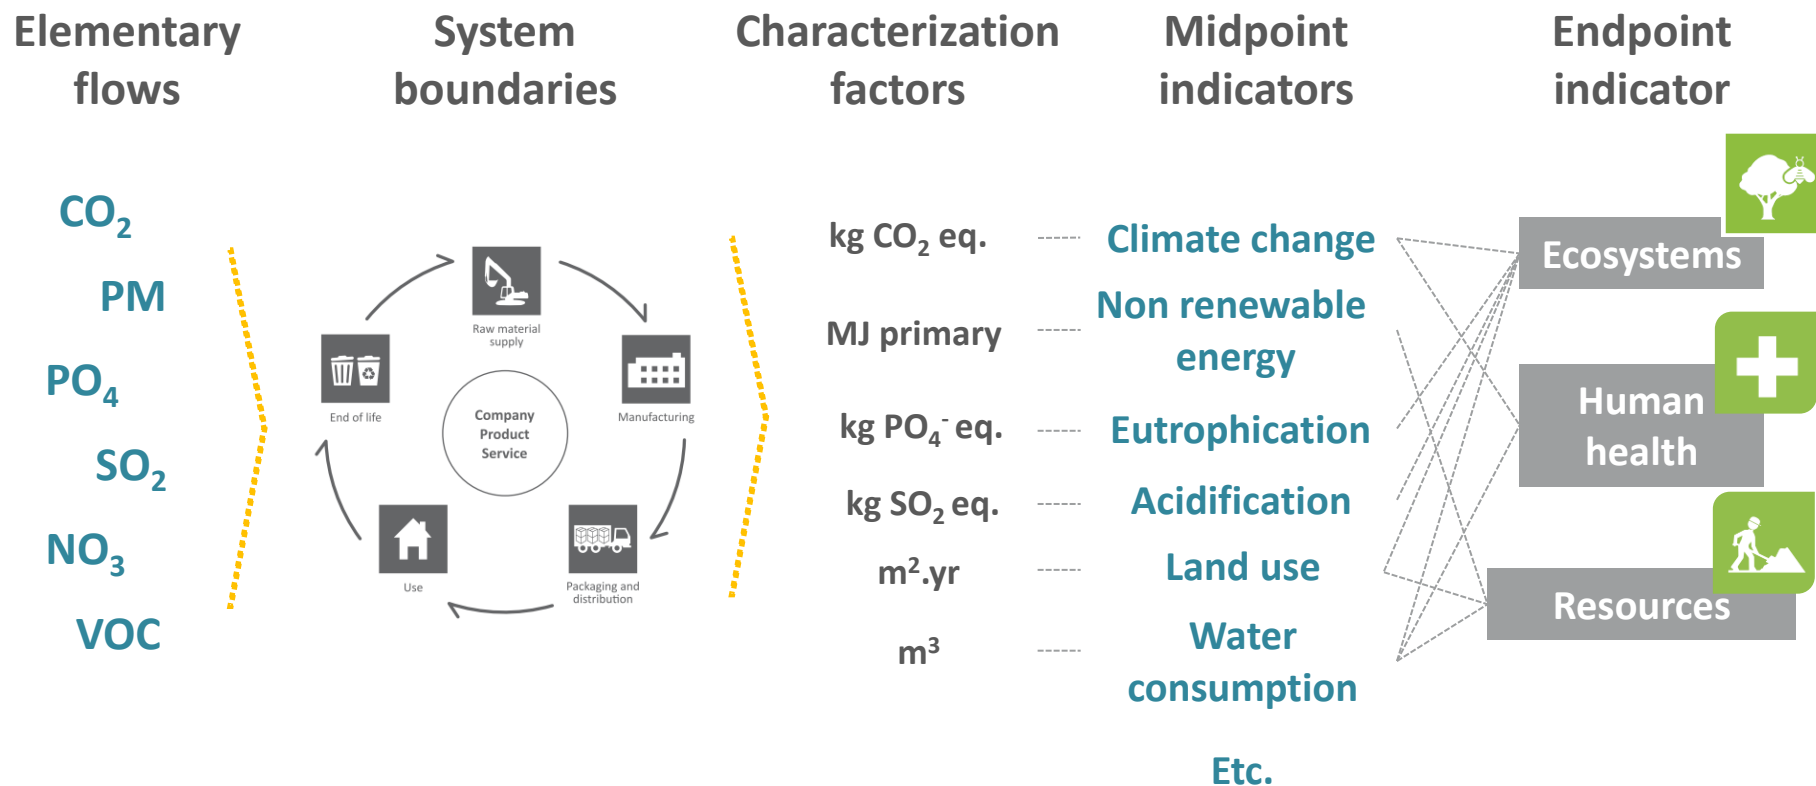 Elementary
flows
System
boundaries
Characterization
factors
Midpoint
indicators
Endpoint
indicator
CO₂
PM
PO₄
SO₂
NO₃
VOC
Raw material
supply
Manufacturing
Packaging and
distribution
Use
End of life
Company
Product
Service
kg CO₂ eq.
MJ primary
kg PO₄⁻ eq.
kg SO₂ eq.
m².yr
m³
Climate change
Non renewable
energy
Eutrophication
Acidification
Land use
Water
consumption
Etc.
Ecosystems
Human
health
Resources